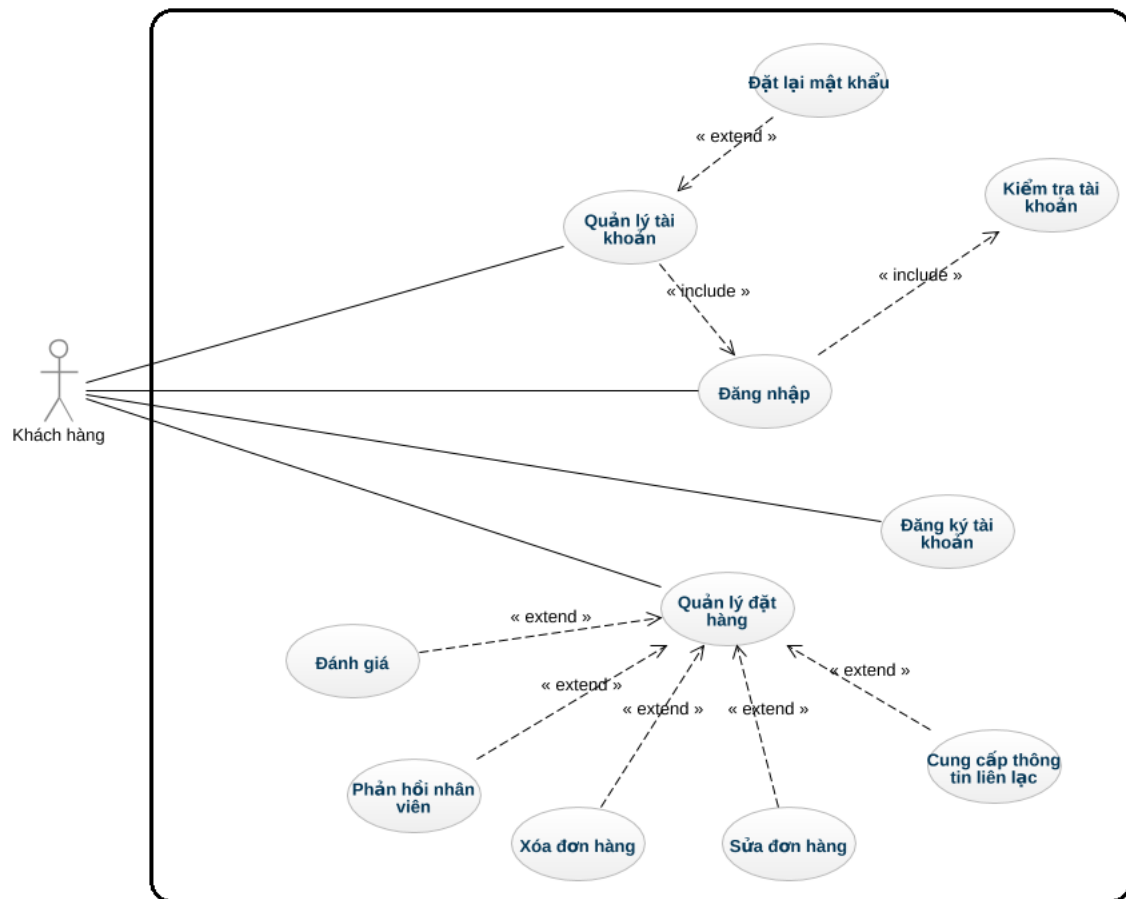 Đặt lại mật khẩu
« extend »
Kiểm tra tài
khoản
Quản lý tài
khoản
« include »
« include »
Đăng nhập
Khách hàng
Đăng ký tài
khoản
Quản lý đặt
hàng
« extend »
Đánh giá
« extend »
« extend »
« extend »
« extend »
Cung cấp thông
tin liên lạc
Phản hồi nhân
viên
Xóa đơn hàng
Sửa đơn hàng